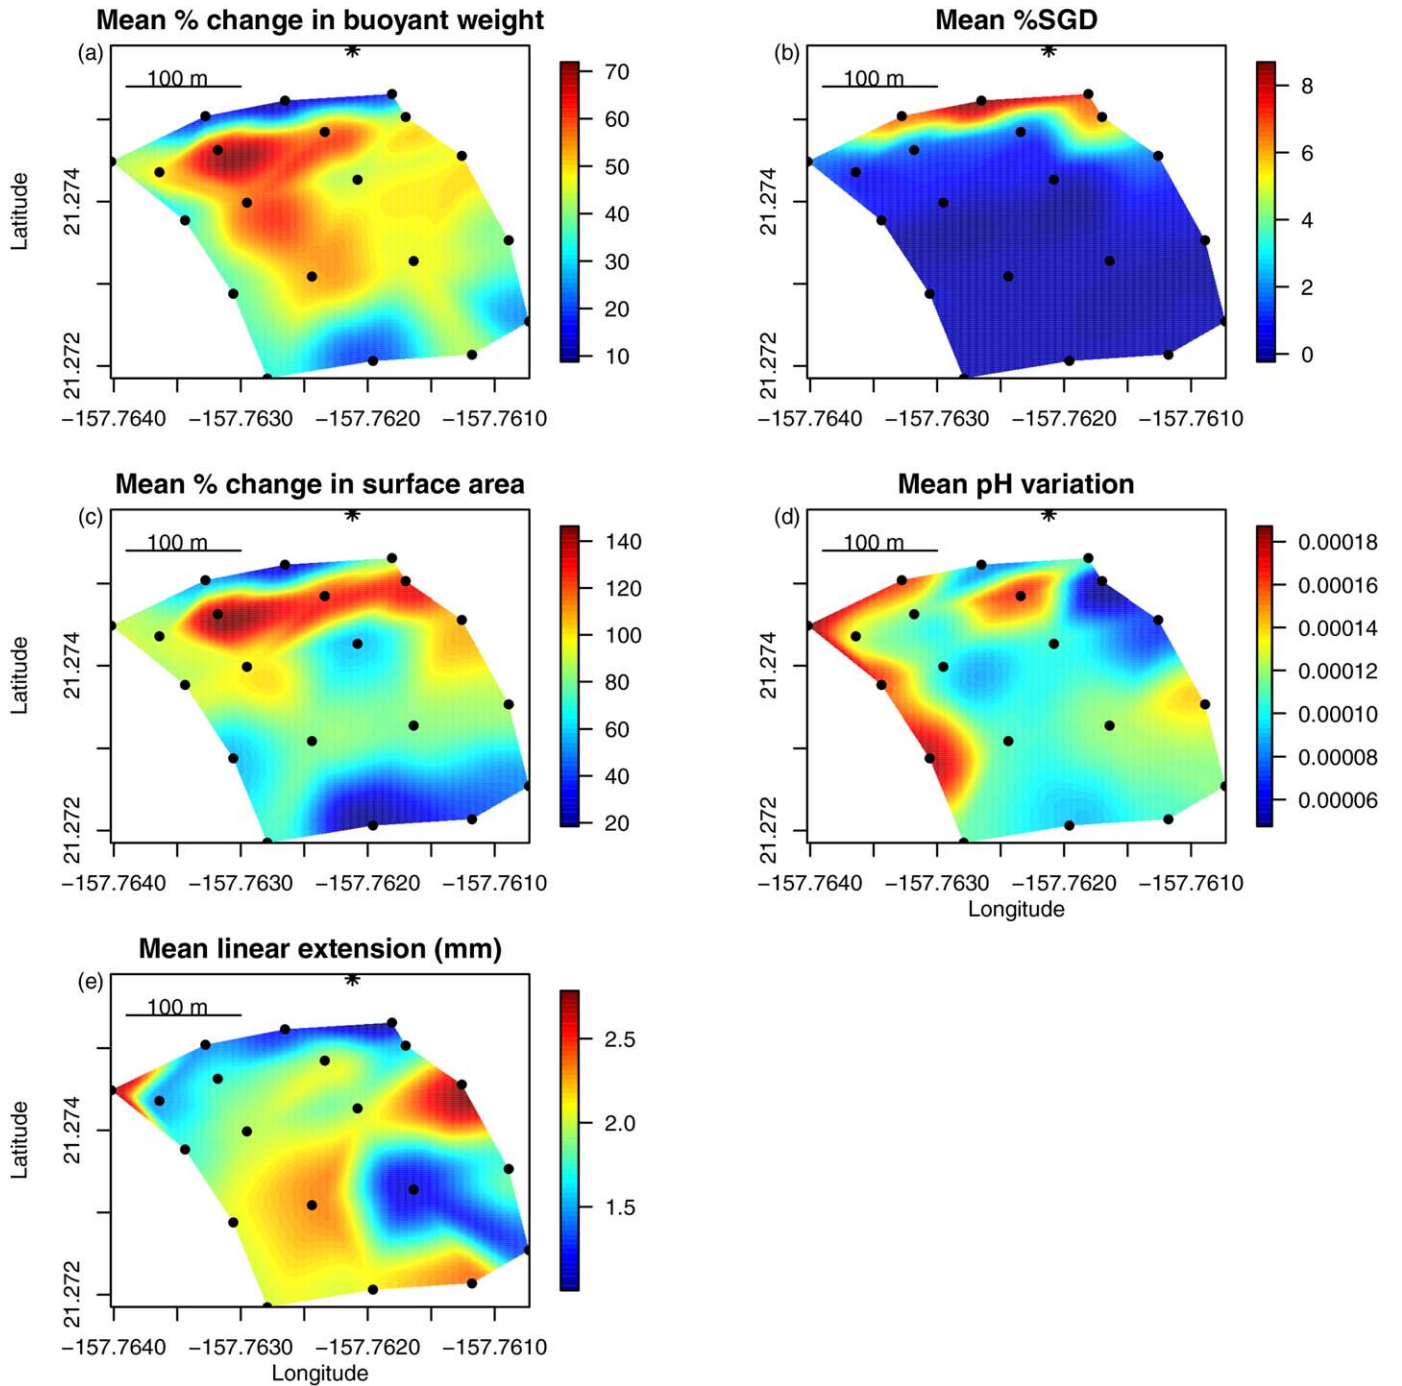 Mean % change in buoyant weight
(a)
*
100 m
70
60
50
40
30
20
10
Latitude
21.274
21.272
−157.7640 −157.7630 −157.7620 −157.7610
Mean %SGD
(b)
*
100 m
8
6
4
2
0
21.274
21.272
−157.7640 −157.7630 −157.7620 −157.7610
Mean % change in surface area
(c)
*
100 m
140
120
100
80
60
40
20
Latitude
21.274
21.272
−157.7640 −157.7630 −157.7620 −157.7610
Mean pH variation
(d)
*
100 m
0.00018
0.00016
0.00014
0.00012
0.00010
0.00008
0.00006
21.274
21.272
−157.7640 −157.7630 −157.7620 −157.7610
Longitude
Mean linear extension (mm)
(e)
*
100 m
2.5
2.0
1.5
Latitude
21.274
21.272
−157.7640 −157.7630 −157.7620 −157.7610
Longitude